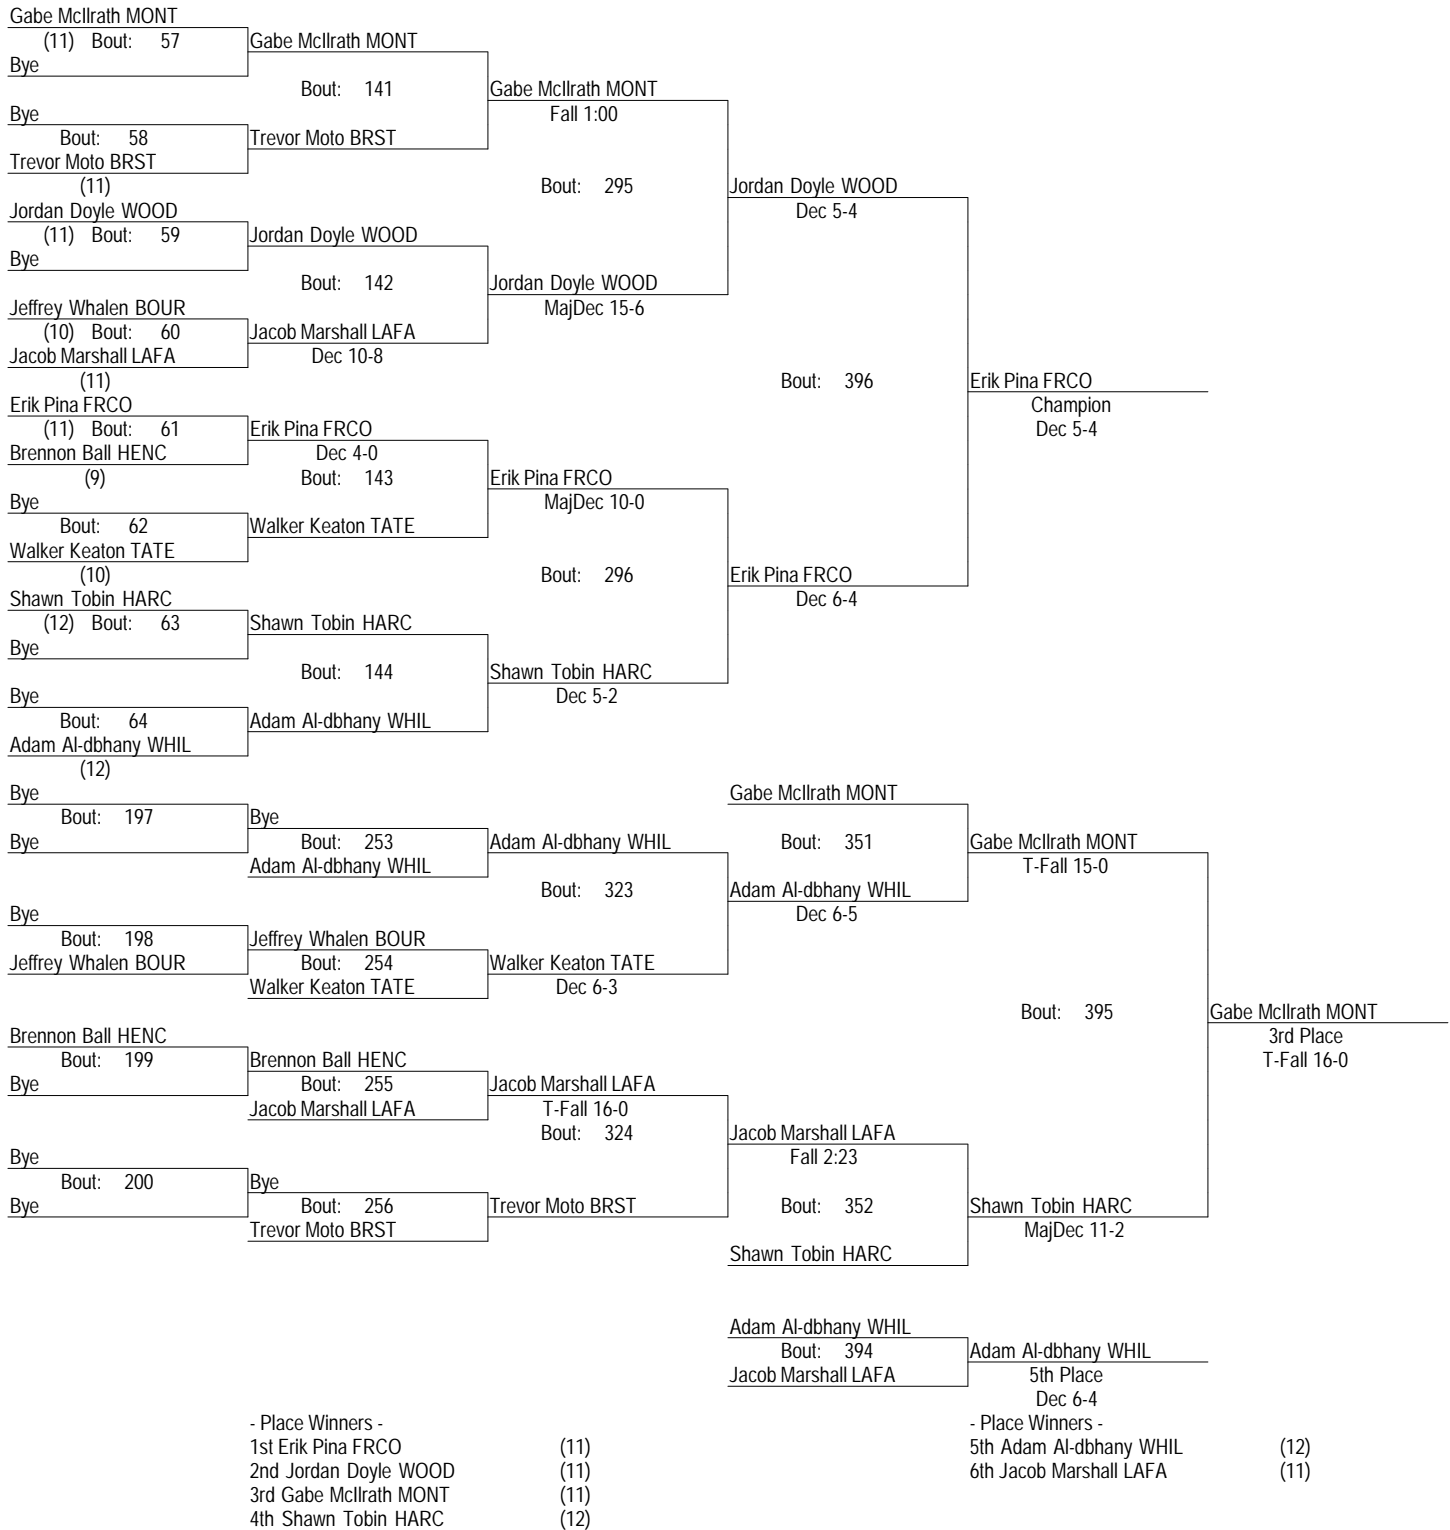 Gabe McIlrath MONT
(11) Bout: 57 Gabe McIlrath MONT
Bye
Bout: 141 Gabe McIlrath MONT
Bye Fall 1:00
Bout: 58 Trevor Moto BRST
Trevor Moto BRST
(11) Bout: 295 Jordan Doyle WOOD
Jordan Doyle WOOD Dec 5-4
(11) Bout: 59 Jordan Doyle WOOD
Bye
Bout: 142 Jordan Doyle WOOD
Jeffrey Whalen BOUR MajDec 15-6
(10) Bout: 60 Jacob Marshall LAFA
Jacob Marshall LAFA Dec 10-8
(11) Bout: 396 Erik Pina FRCO
Erik Pina FRCO Champion
(11) Bout: 61 Erik Pina FRCO Dec 5-4
Brennon Ball HENC Dec 4-0
(9) Bout: 143 Erik Pina FRCO
Bye MajDec 10-0
Bout: 62 Walker Keaton TATE
Walker Keaton TATE
(10) Bout: 296 Erik Pina FRCO
Shawn Tobin HARC Dec 6-4
(12) Bout: 63 Shawn Tobin HARC
Bye
Bout: 144 Shawn Tobin HARC
Bye Dec 5-2
Bout: 64 Adam Al-dbhany WHIL
Adam Al-dbhany WHIL
(12)
Bye Gabe McIlrath MONT
Bout: 197 Bye
Bye Bout: 253 Adam Al-dbhany WHIL Bout: 351 Gabe McIlrath MONT
Adam Al-dbhany WHIL T-Fall 15-0
Bout: 323 Adam Al-dbhany WHIL
Bye Dec 6-5
Bout: 198 Jeffrey Whalen BOUR
Jeffrey Whalen BOUR Bout: 254 Walker Keaton TATE
Walker Keaton TATE Dec 6-3
Bout: 395 Gabe McIlrath MONT
Brennon Ball HENC 3rd Place
Bout: 199 Brennon Ball HENC T-Fall 16-0
Bye Bout: 255 Jacob Marshall LAFA
Jacob Marshall LAFA T-Fall 16-0
Bout: 324 Jacob Marshall LAFA
Bye Fall 2:23
Bout: 200 Bye
Bye Bout: 256 Trevor Moto BRST Bout: 352 Shawn Tobin HARC
Trevor Moto BRST MajDec 11-2
Shawn Tobin HARC
Adam Al-dbhany WHIL
Bout: 394 Adam Al-dbhany WHIL
Jacob Marshall LAFA 5th Place
Dec 6-4
- Place Winners - - Place Winners -
1st Erik Pina FRCO (11) 5th Adam Al-dbhany WHIL (12)
2nd Jordan Doyle WOOD (11) 6th Jacob Marshall LAFA (11)
3rd Gabe McIlrath MONT (11)
4th Shawn Tobin HARC (12)